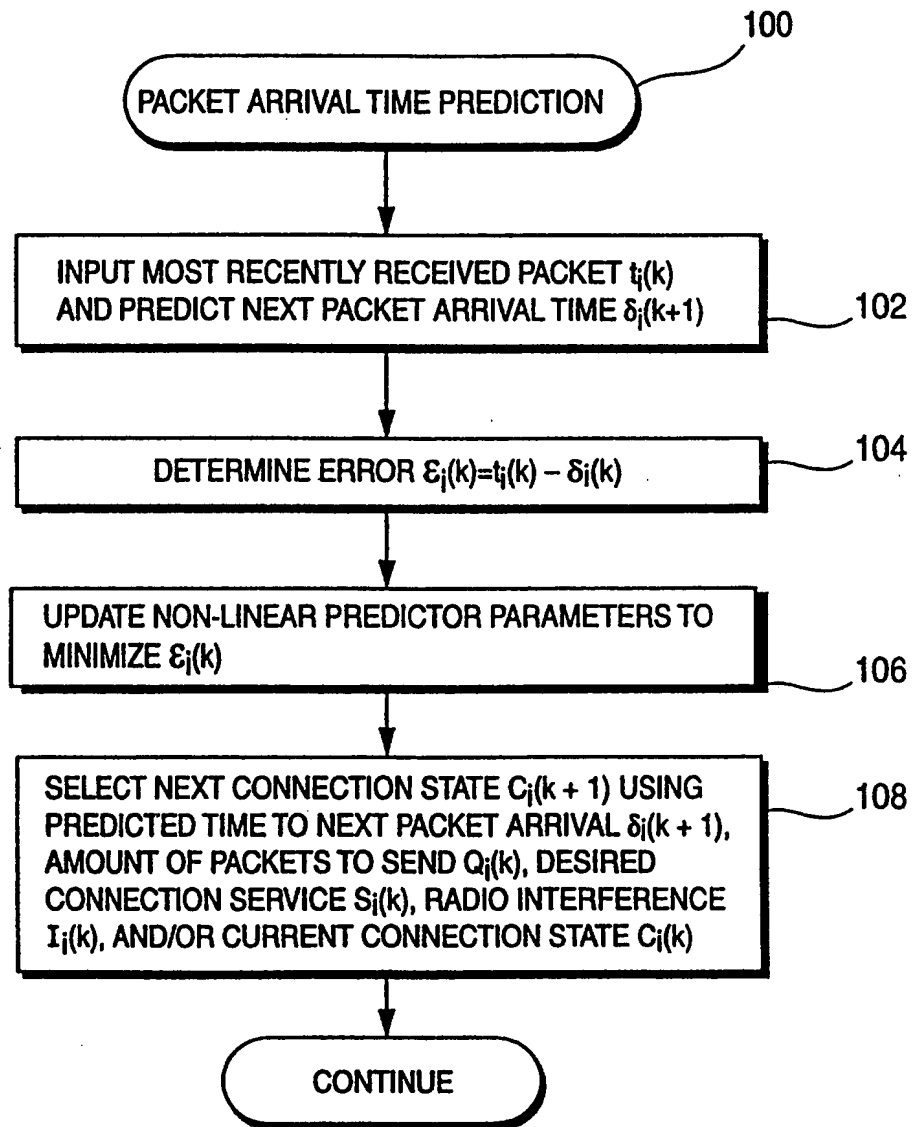 100
PACKET ARRIVAL TIME PREDICTION
INPUT MOST RECENTLY RECEIVED PACKET ti(k)
AND PREDICT NEXT PACKET ARRIVAL TIME δi(k+1)
102
DETERMINE ERROR εi(k)=ti(k) – δi(k)
104
UPDATE NON-LINEAR PREDICTOR PARAMETERS TO
MINIMIZE εi(k)
106
SELECT NEXT CONNECTION STATE Ci(k + 1) USING
PREDICTED TIME TO NEXT PACKET ARRIVAL δi(k + 1),
AMOUNT OF PACKETS TO SEND Qi(k), DESIRED
CONNECTION SERVICE Si(k), RADIO INTERFERENCE
Ii(k), AND/OR CURRENT CONNECTION STATE Ci(k)
108
CONTINUE